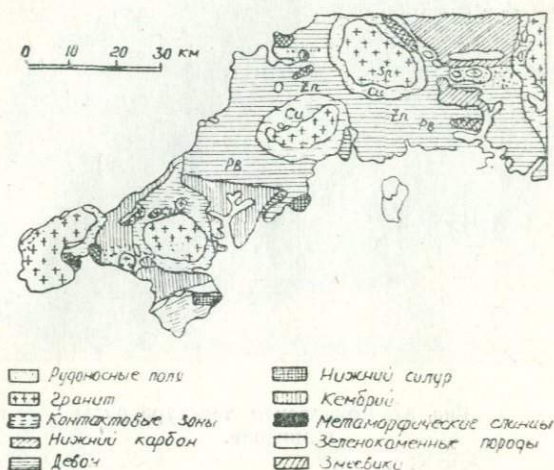 0 10 20 30 км
Sn
Cu
Zn
Cu
Zn
Pb
Pb
Рудоносные поля
Гранит
Контактовые зоны
Нижний карбон
Девон
Нижний силур
Кембрий
Метаморфические сланцы
Зеленокаменные породы
Змеевики